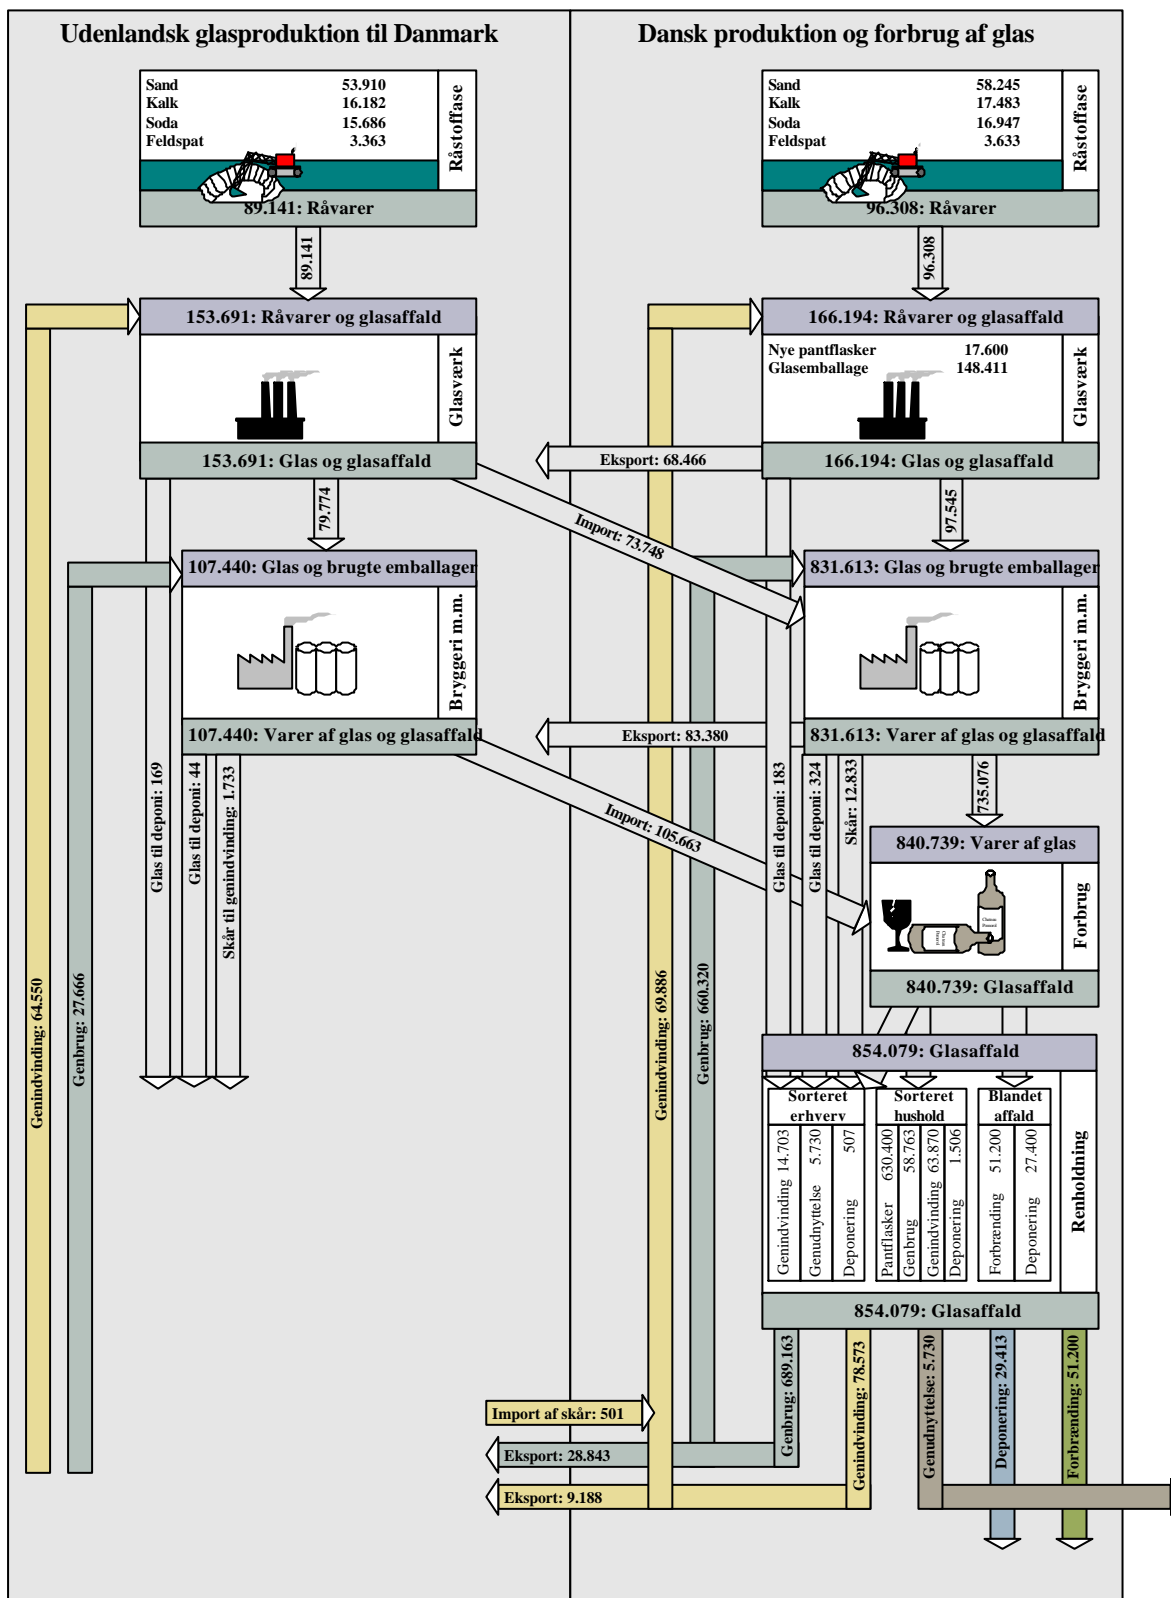 Udenlandsk glasproduktion til Danmark
Sand 53.910
Kalk 16.182
Soda 15.686
Feldspat 3.363
Råstoffase
89.141: Råvarer
89.141
153.691: Råvarer og glasaffald
Glasværk
153.691: Glas og glasaffald
79.774
107.440: Glas og brugte emballager
Bryggeri m.m.
107.440: Varer af glas og glasaffald
Glas til deponi: 169
Glas til deponi: 44
Skår til genindvinding: 1.733
Genindvinding: 64.550
Genbrug: 27.666
Dansk produktion og forbrug af glas
Sand 58.245
Kalk 17.483
Soda 16.947
Feldspat 3.633
Råstoffase
96.308: Råvarer
96.308
166.194: Råvarer og glasaffald
Nye pantflasker 17.600
Glasemballage 148.411
Glasværk
166.194: Glas og glasaffald
Eksport: 68.466
Import: 73.748
97.545
831.613: Glas og brugte emballager
Bryggeri m.m.
831.613: Varer af glas og glasaffald
Eksport: 83.380
Import: 105.663
Glas til deponi: 183
Glas til deponi: 324
Skår: 12.833
735.076
840.739: Varer af glas
Forbrug
840.739: Glasaffald
Genindvinding: 69.886
Genbrug: 660.320
854.079: Glasaffald
Sorteret
erhverv
Genindvinding 14.703
Genudnyttelse 5.730
Deponering 507
Sorteret
hushold
Pantflasker 630.400
Genbrug 58.763
Genindvinding 63.870
Deponering 1.506
Blandet
affald
Forbrænding 51.200
Deponering 27.400
Renholdning
854.079: Glasaffald
Genbrug: 689.163
Genindvinding: 78.573
Genudnyttelse: 5.730
Deponering: 29.413
Forbrænding: 51.200
Import af skår: 501
Eksport: 28.843
Eksport: 9.188